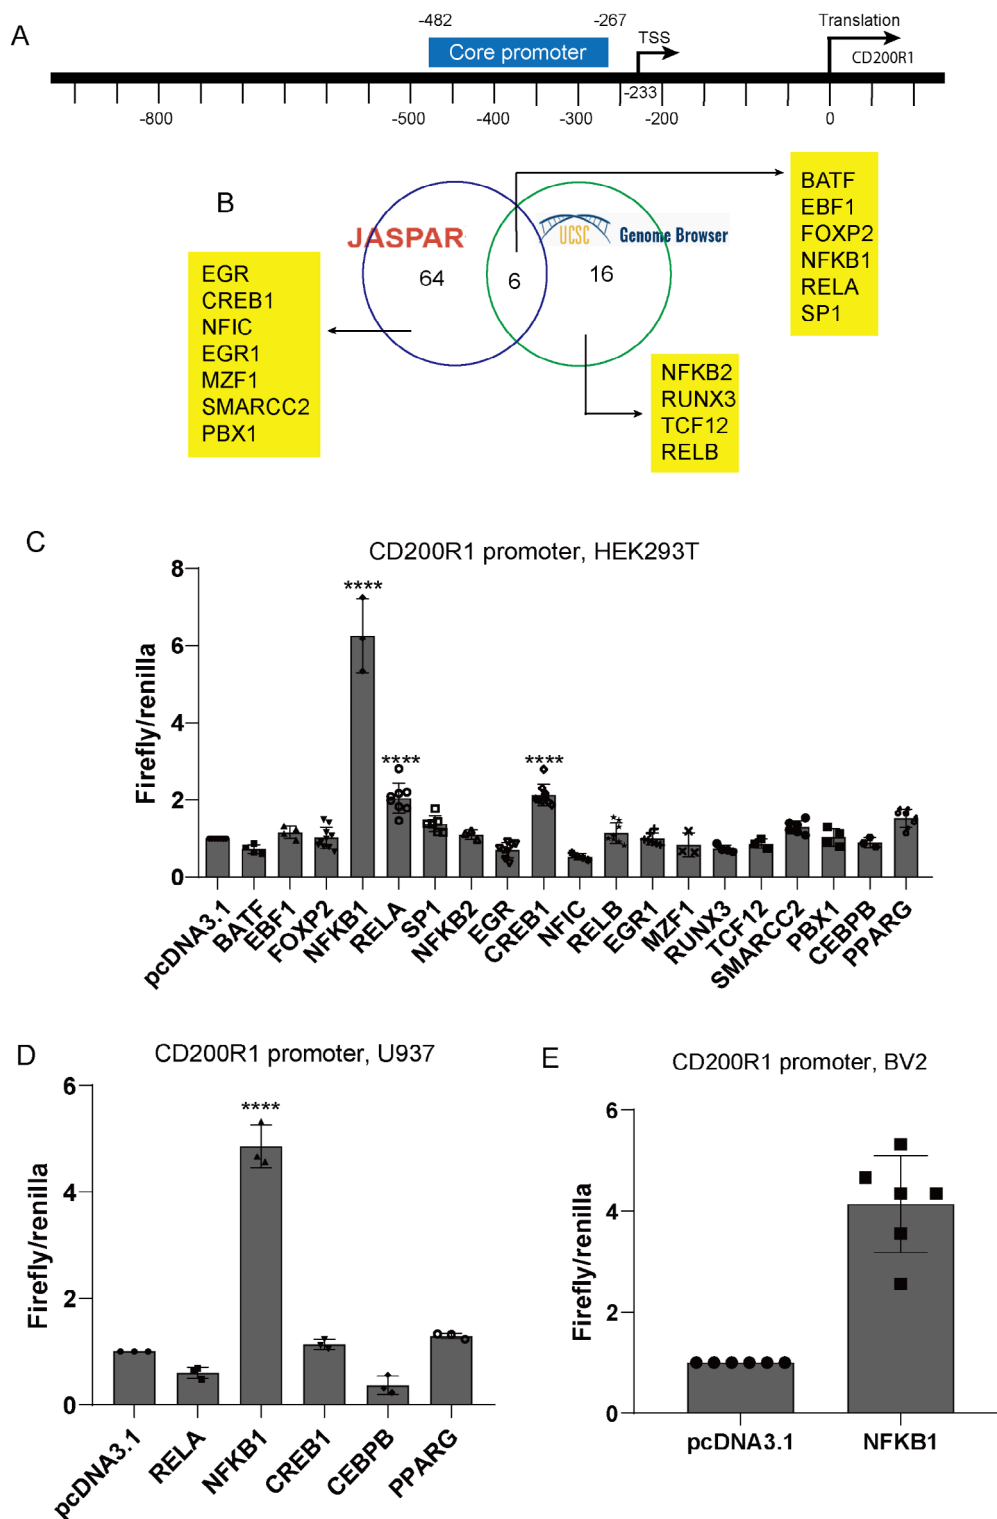 A
-482
-267
Core promoter
TSS
Translation
CD200R1
-233
-800
-500
-400
-300
-200
0
B
JASPAR
UCSC Genome Browser
64
6
16
EGR
CREB1
NFIC
EGR1
MZF1
SMARCC2
PBX1
BATF
EBF1
FOXP2
NFKB1
RELA
SP1
NFKB2
RUNX3
TCF12
RELB
C
CD200R1 promoter, HEK293T
Firefly/renilla
8
6
4
2
0
****
****
****
pcDNA3.1
BATF
EBF1
FOXP2
NFKB1
RELA
SP1
NFKB2
EGR
CREB1
NFIC
RELB
EGR1
MZF1
RUNX3
TCF12
SMARCC2
PBX1
CEBPB
PPARG
D
CD200R1 promoter, U937
Firefly/renilla
6
4
2
0
****
pcDNA3.1
RELA
NFKB1
CREB1
CEBPB
PPARG
E
CD200R1 promoter, BV2
Firefly/renilla
6
4
2
0
pcDNA3.1
NFKB1